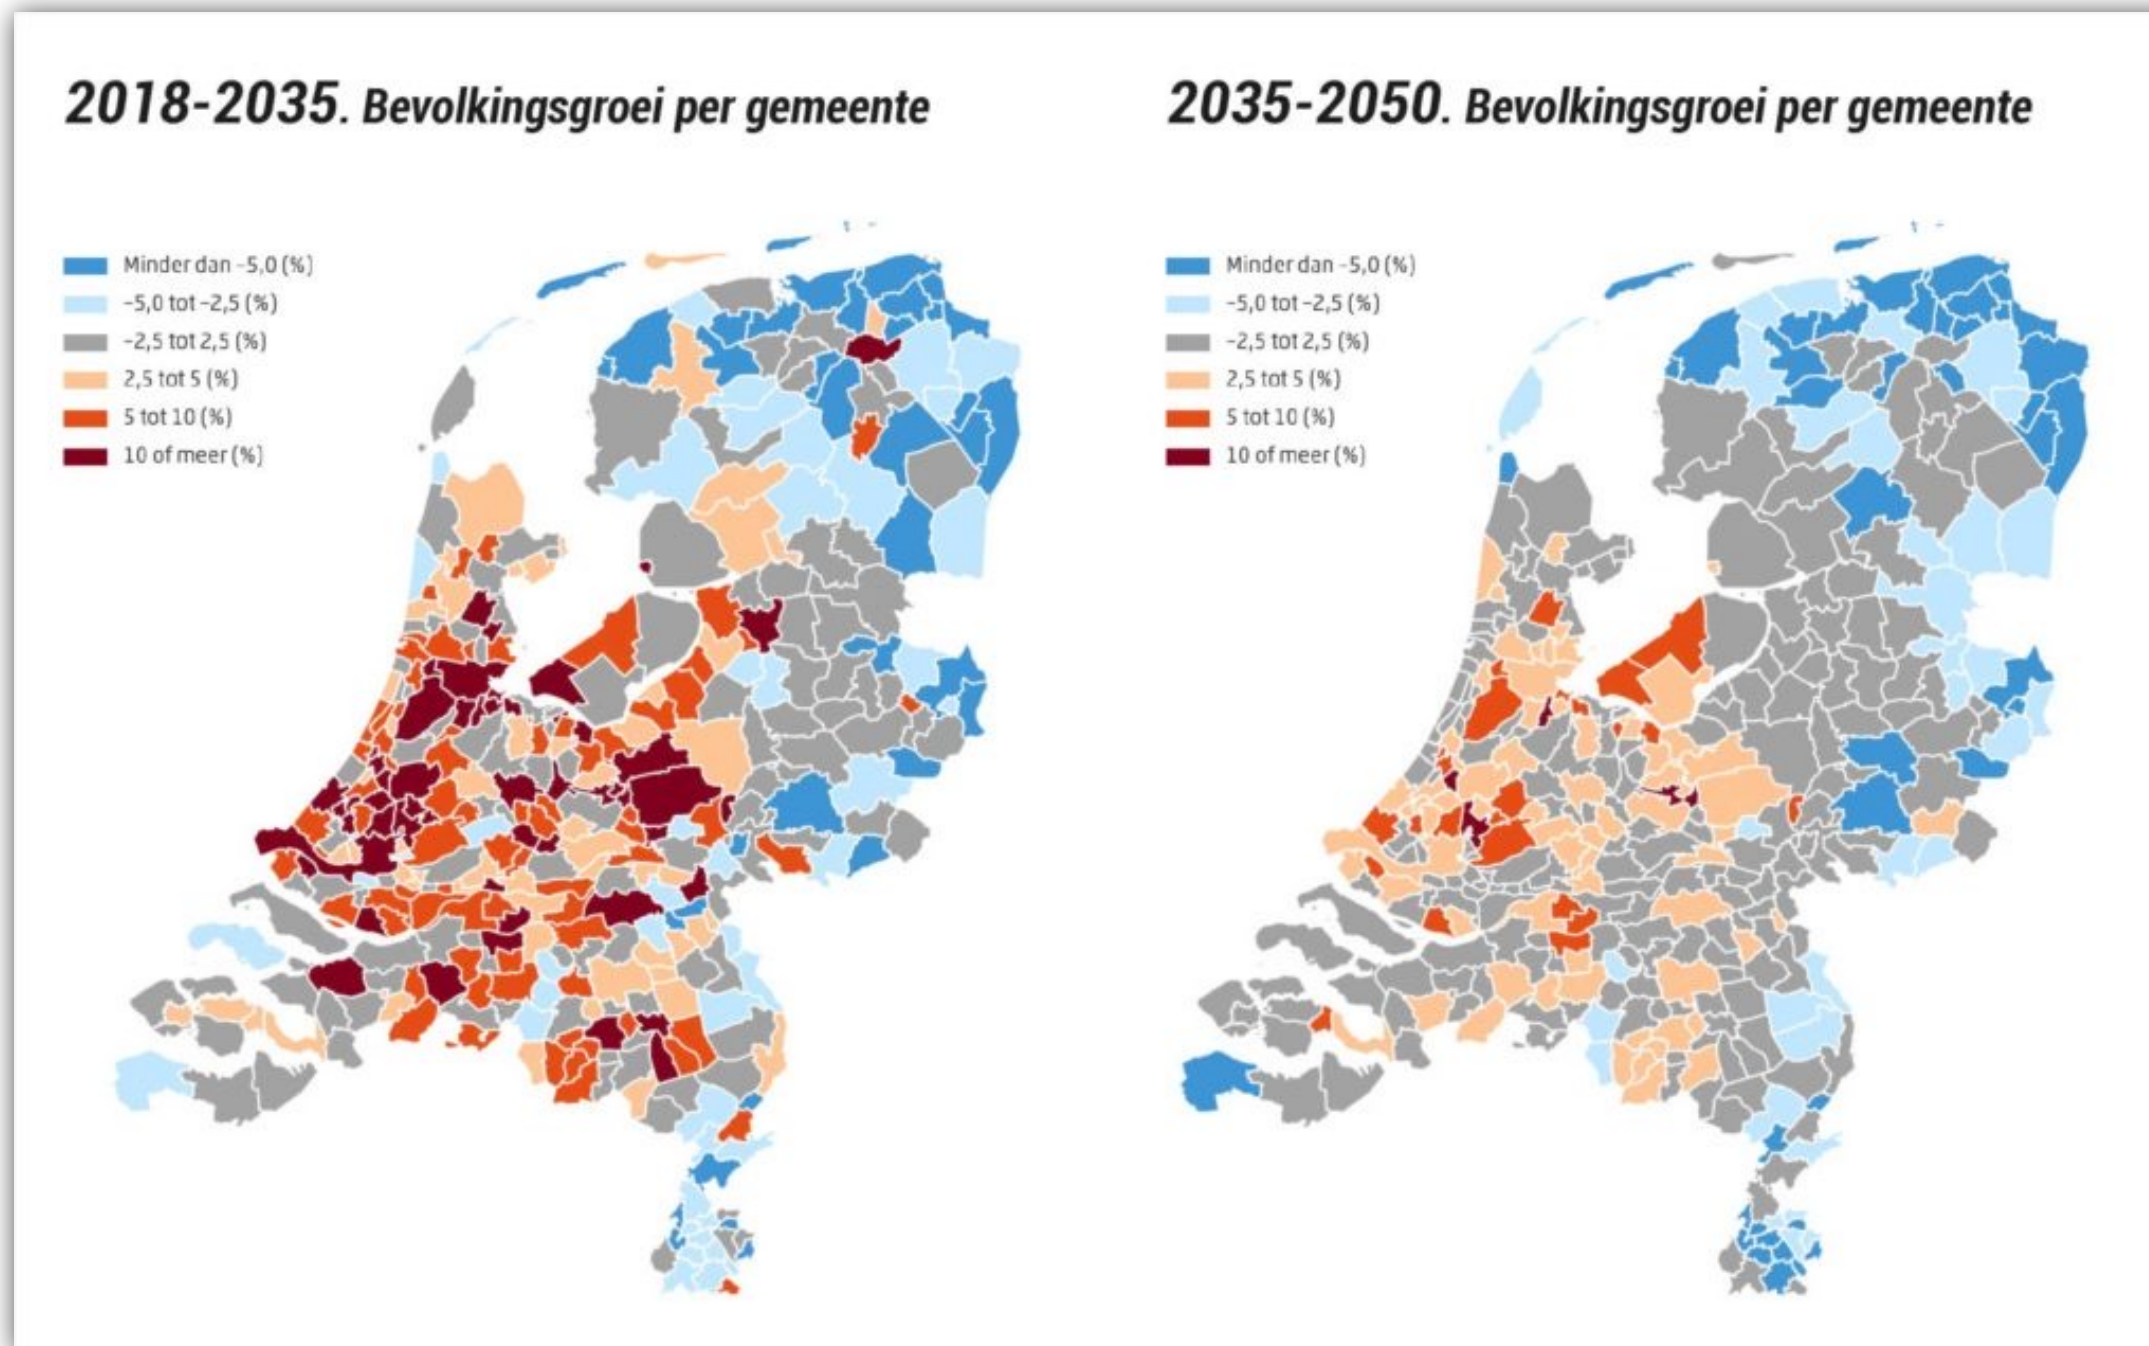 2018-2035. Bevolkingsgroei per gemeente
Minder dan -5,0 (%)
-5,0 tot -2,5 (%)
-2,5 tot 2,5 (%)
2,5 tot 5 (%)
5 tot 10 (%)
10 of meer (%)
2035-2050. Bevolkingsgroei per gemeente
Minder dan -5,0 (%)
-5,0 tot -2,5 (%)
-2,5 tot 2,5 (%)
2,5 tot 5 (%)
5 tot 10 (%)
10 of meer (%)